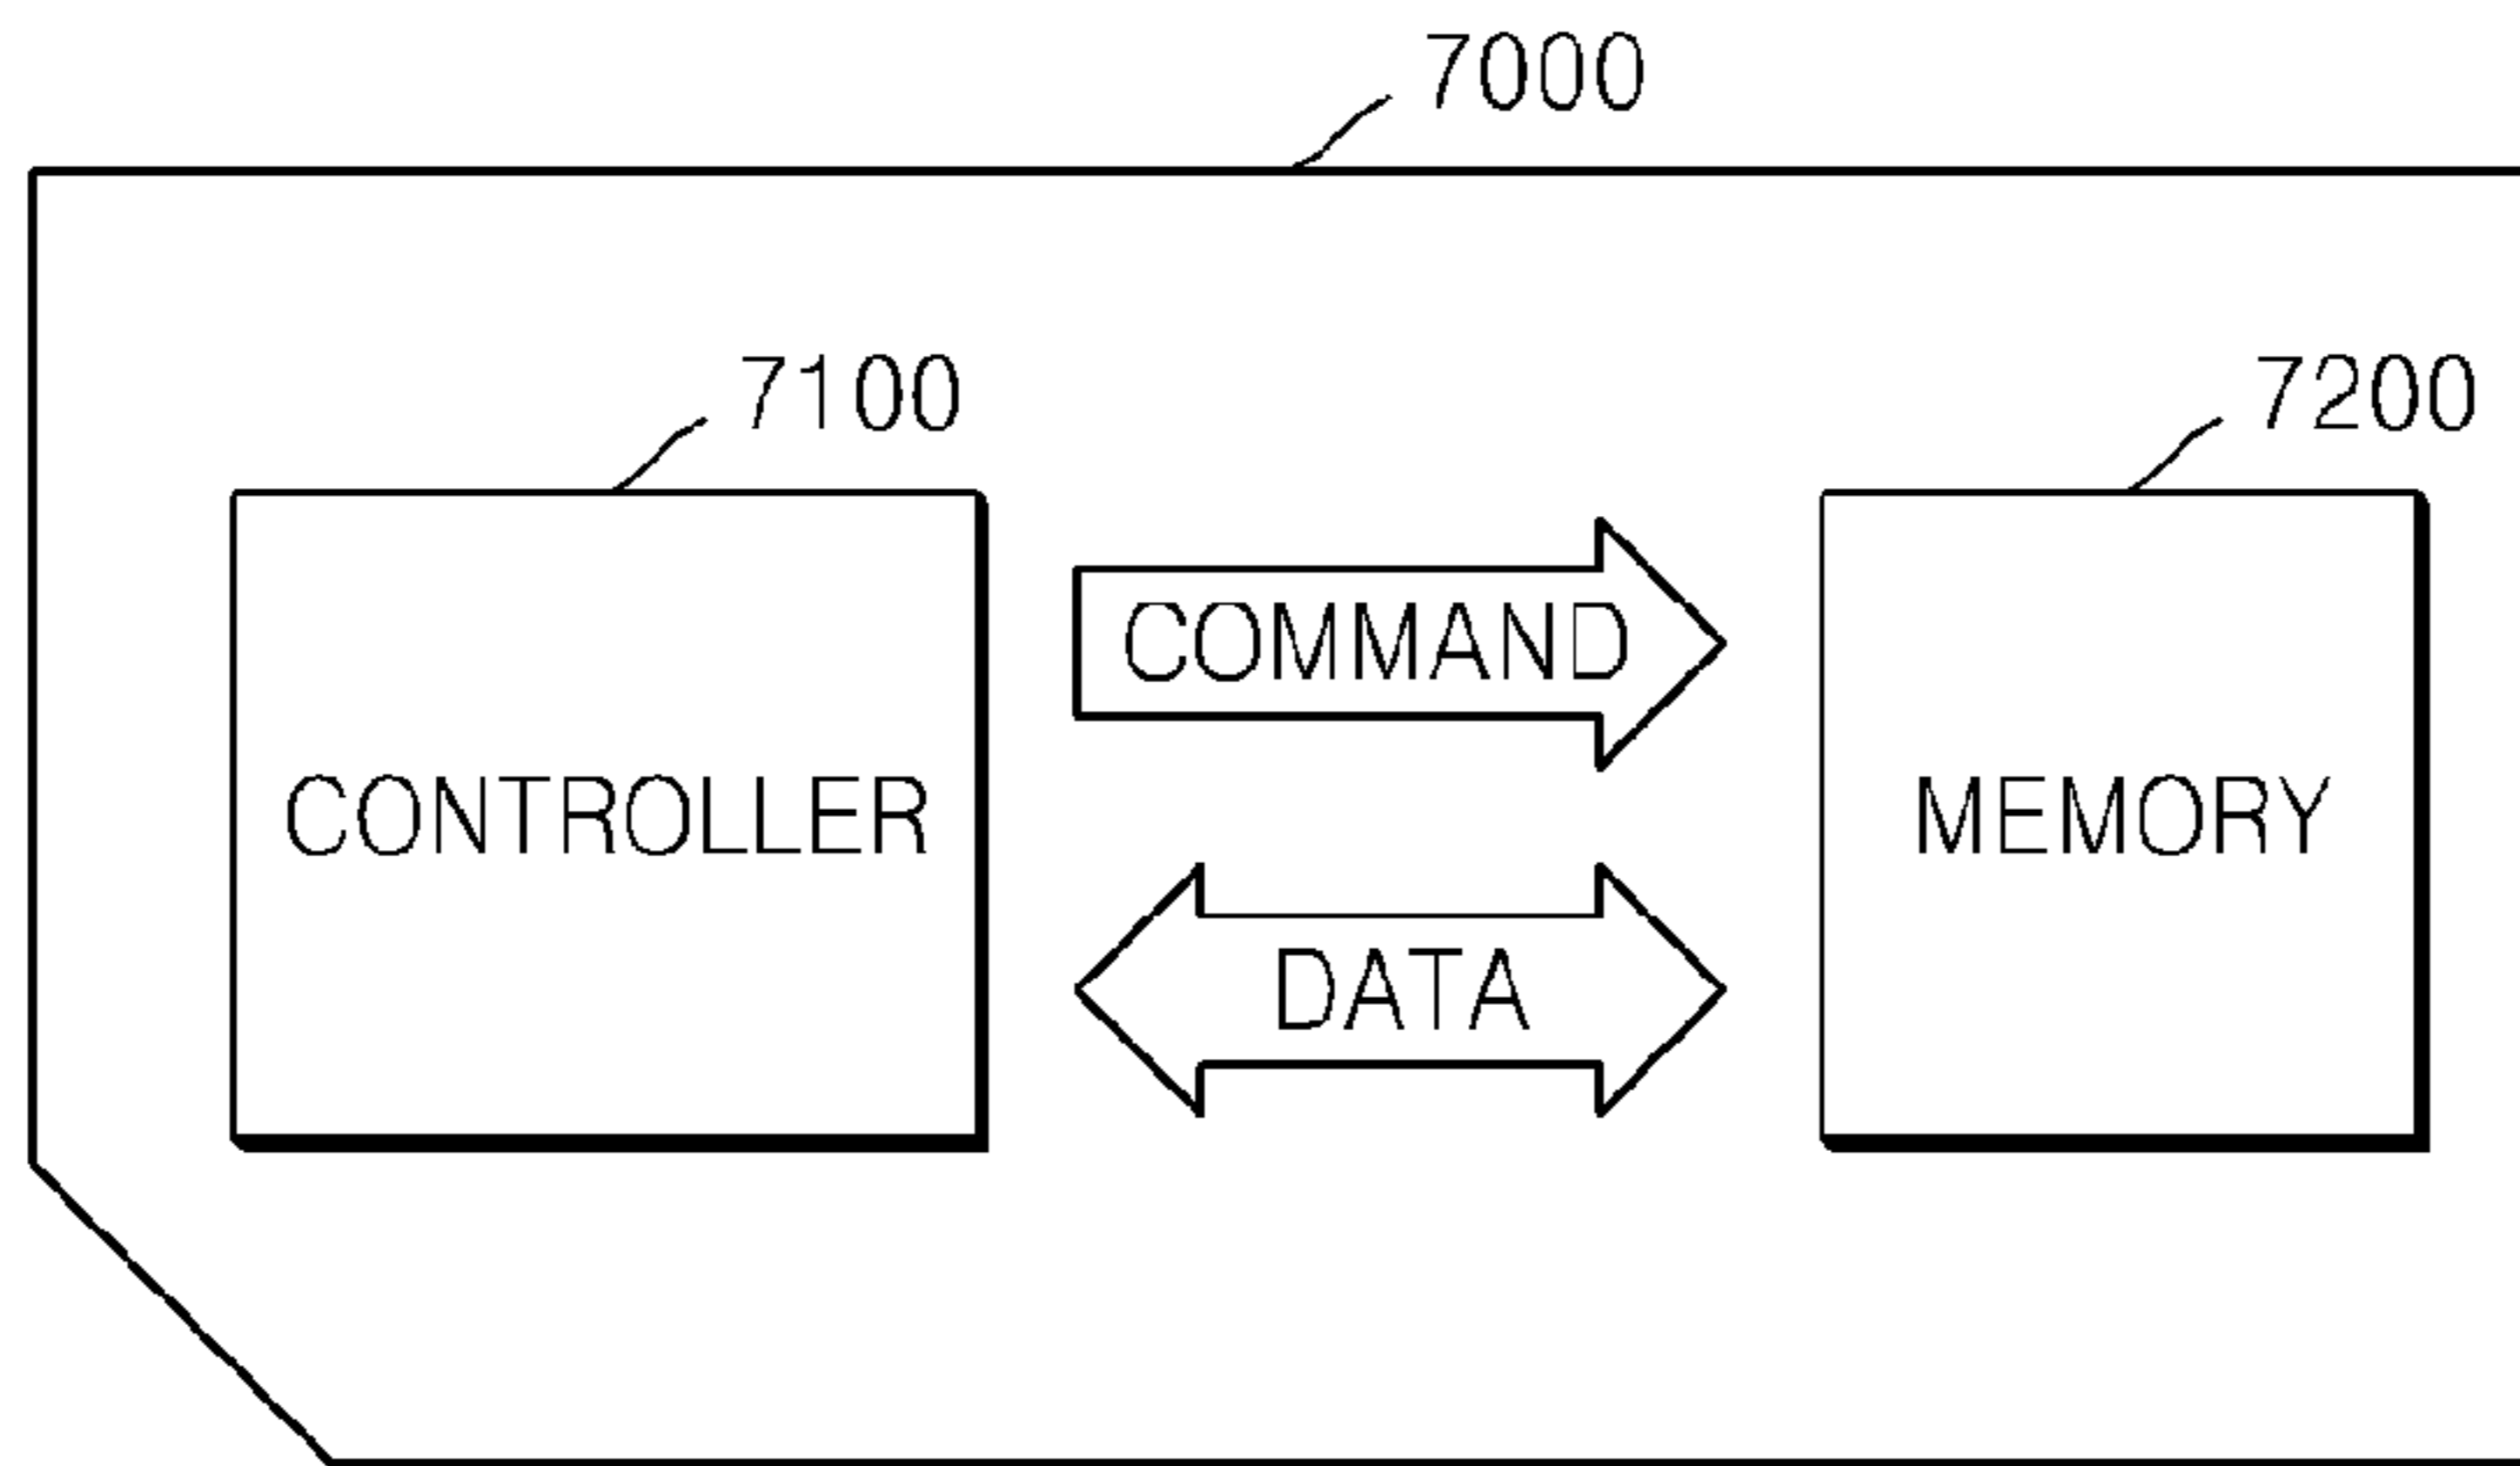 7000
7100
7200
COMMAND
CONTROLLER
MEMORY
DATA